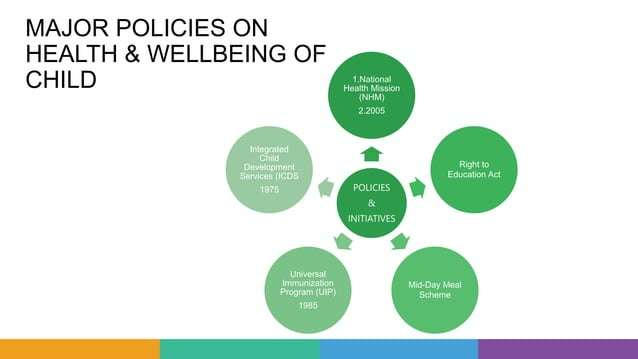 MAJOR POLICIES ON
HEALTH & WELLBEING OF
CHILD
1.National
Health Mission
(NHM)
2.2005
Right to
Education Act
Mid-Day Meal
Scheme
Universal
Immunization
Program (UIP)
1985
Integrated
Child
Development
Services (ICDS
1975
POLICIES
&
INITIATIVES